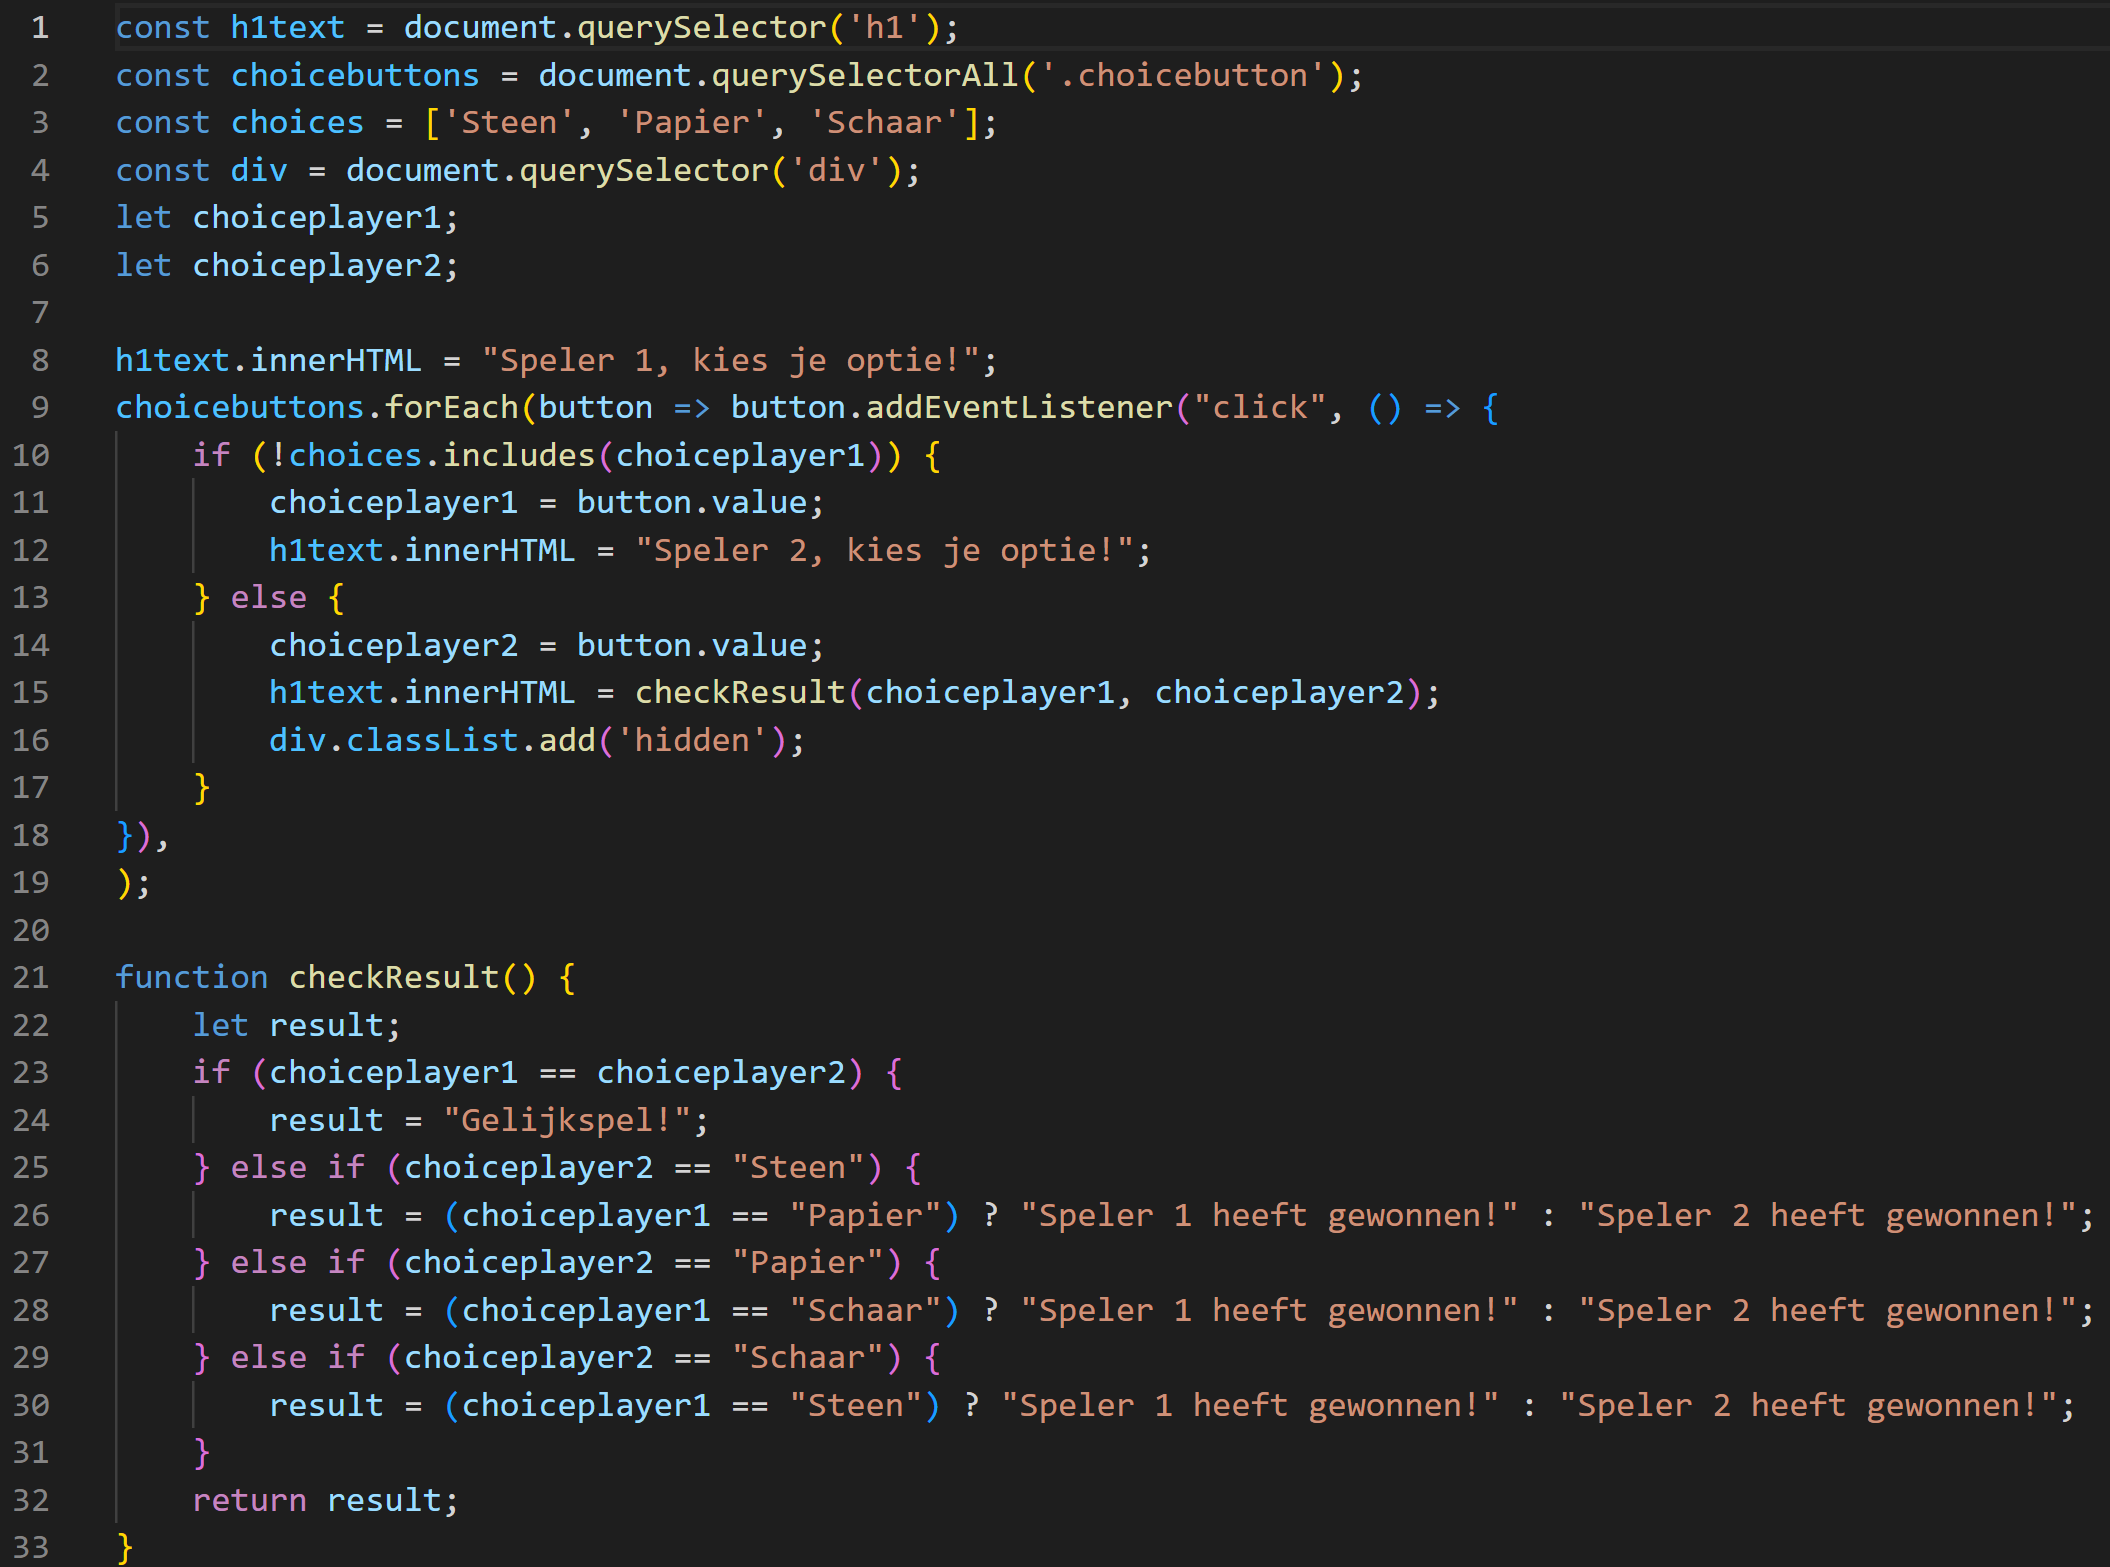 1 const h1text = document.querySelector('h1');
2 const choicebuttons = document.querySelectorAll('.choicebutton');
3 const choices = ['Steen', 'Papier', 'Schaar'];
4 const div = document.querySelector('div');
5 let choiceplayer1;
6 let choiceplayer2;
7
8 h1text.innerHTML = "Speler 1, kies je optie!";
9 choicebuttons.forEach(button => button.addEventListener("click", () => {
10     if (!choices.includes(choiceplayer1)) {
11         choiceplayer1 = button.value;
12         h1text.innerHTML = "Speler 2, kies je optie!";
13     } else {
14         choiceplayer2 = button.value;
15         h1text.innerHTML = checkResult(choiceplayer1, choiceplayer2);
16         div.classList.add('hidden');
17     }
18 }),
19 );
20
21 function checkResult() {
22     let result;
23     if (choiceplayer1 == choiceplayer2) {
24         result = "Gelijkspel!";
25     } else if (choiceplayer2 == "Steen") {
26         result = (choiceplayer1 == "Papier") ? "Speler 1 heeft gewonnen!" : "Speler 2 heeft gewonnen!";
27     } else if (choiceplayer2 == "Papier") {
28         result = (choiceplayer1 == "Schaar") ? "Speler 1 heeft gewonnen!" : "Speler 2 heeft gewonnen!";
29     } else if (choiceplayer2 == "Schaar") {
30         result = (choiceplayer1 == "Steen") ? "Speler 1 heeft gewonnen!" : "Speler 2 heeft gewonnen!";
31     }
32     return result;
33 }